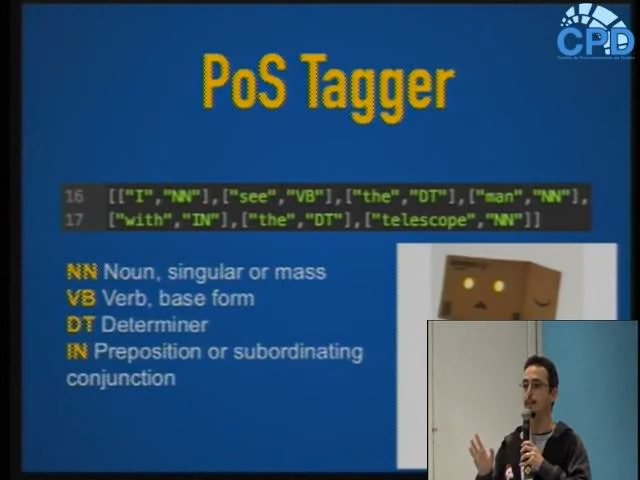 CPD
PoS Tagger
16 [["I","NN"],["see","VB"],["the","DT"],["man","NN"],
17 ["with","IN"],["the","DT"],["telescope","NN"]]
NN Noun, singular or mass
VB Verb, base form
DT Determiner
IN Preposition or subordinating
conjunction